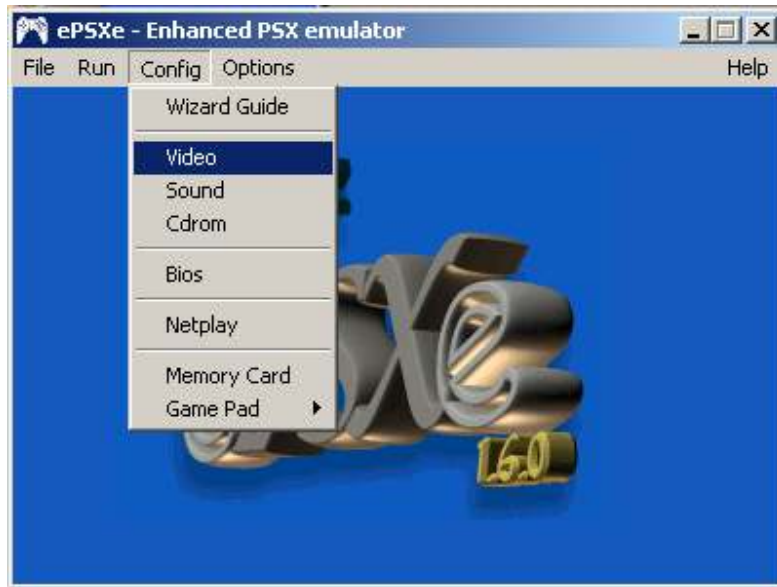 ePSXe - Enhanced PSX emulator
File Run Config Options Help
Wizard Guide
Video
Sound
Cdrom
Bios
Netplay
Memory Card
Game Pad
1.6.0